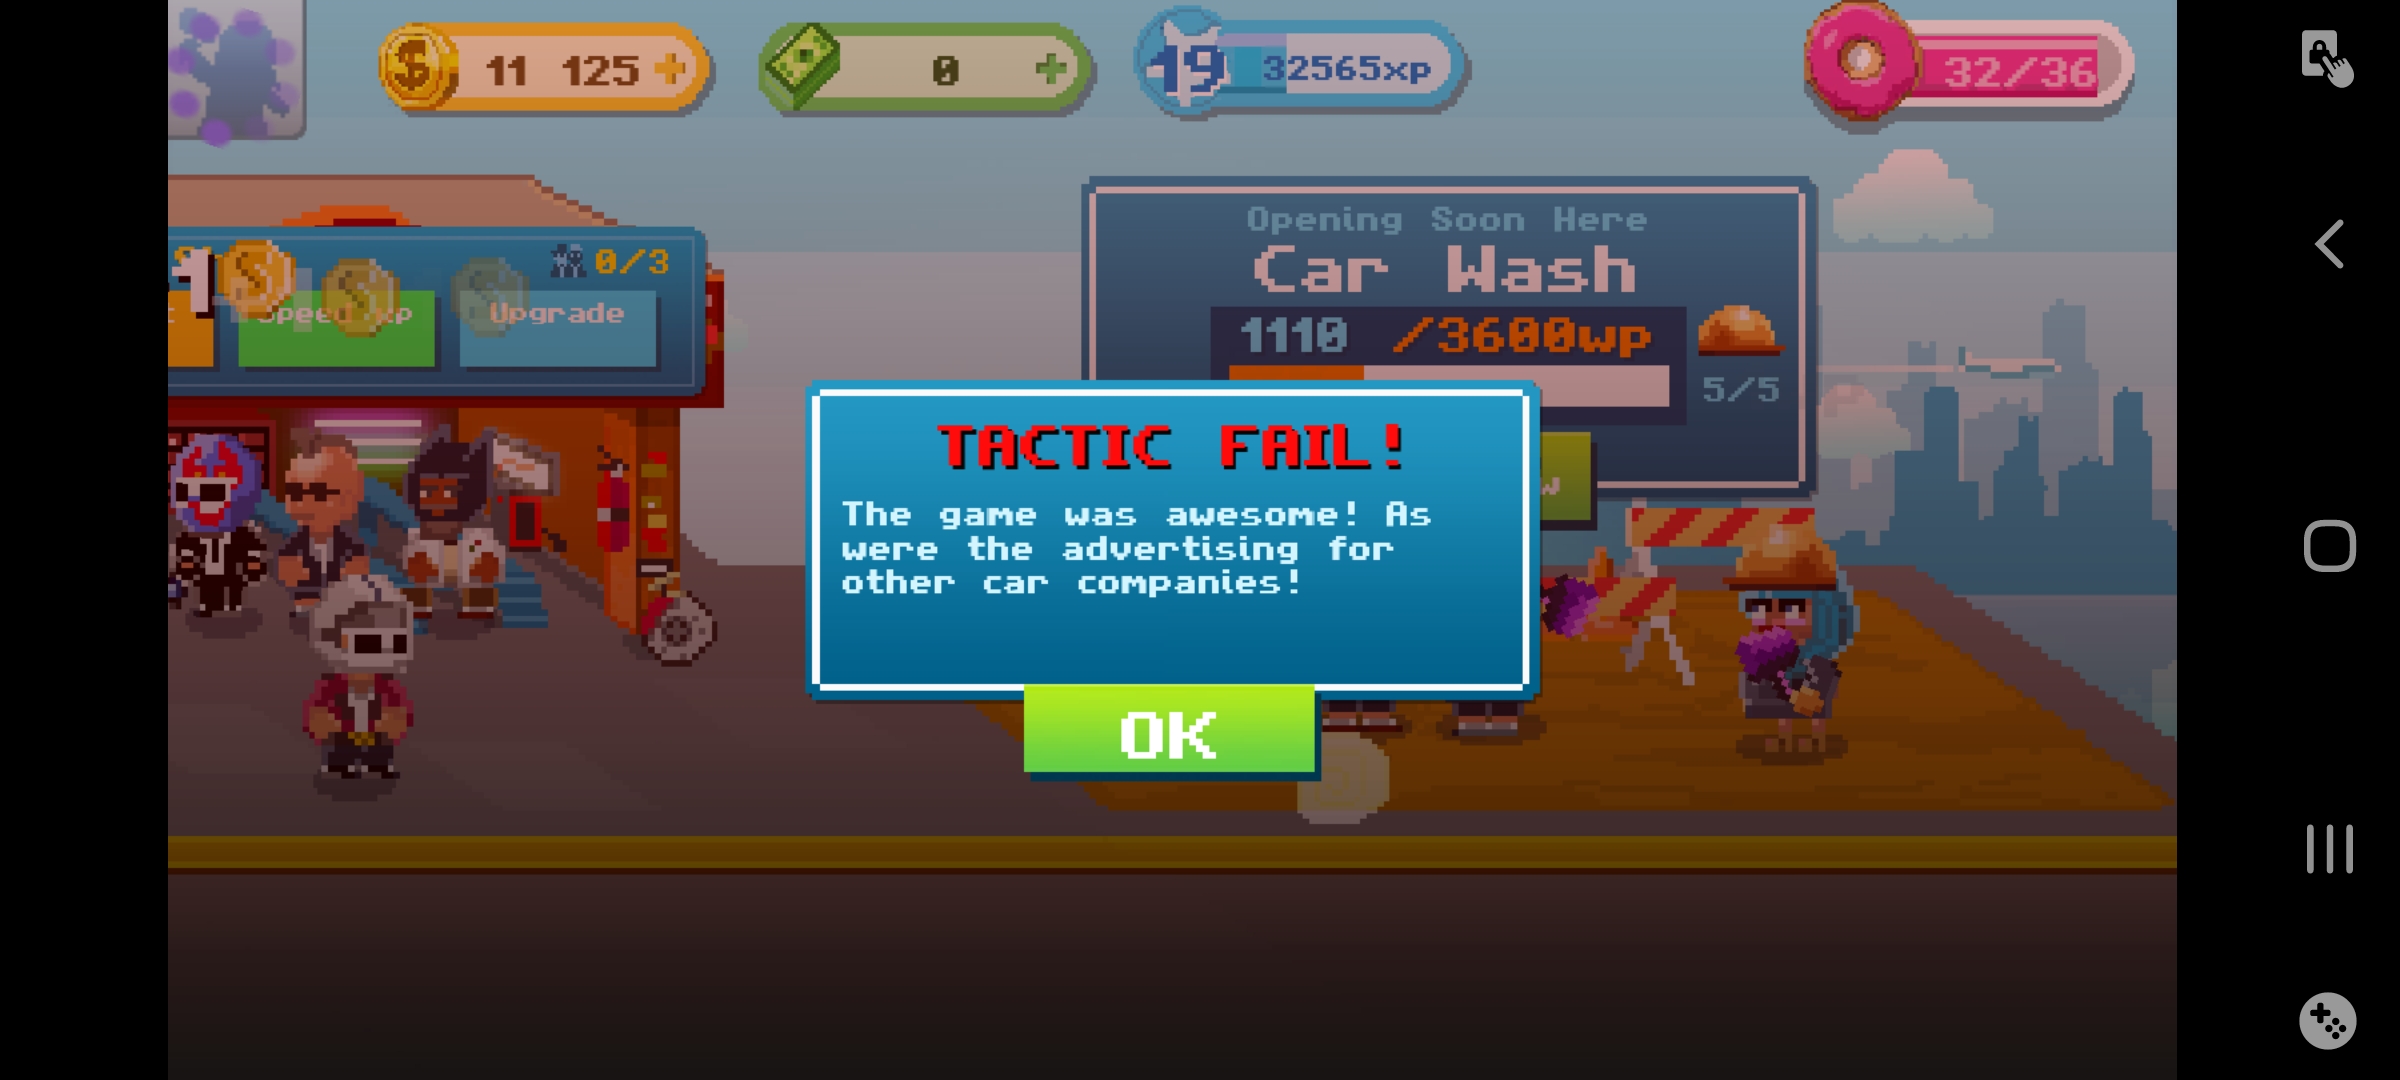 11 125 +
0 +
19 32565xp
32/36
Opening Soon Here
Car Wash
1110 /3600wp
5/5
0/3
1
Upgrade
TACTIC FAIL!
The game was awesome! As
were the advertising for
other car companies!
OK